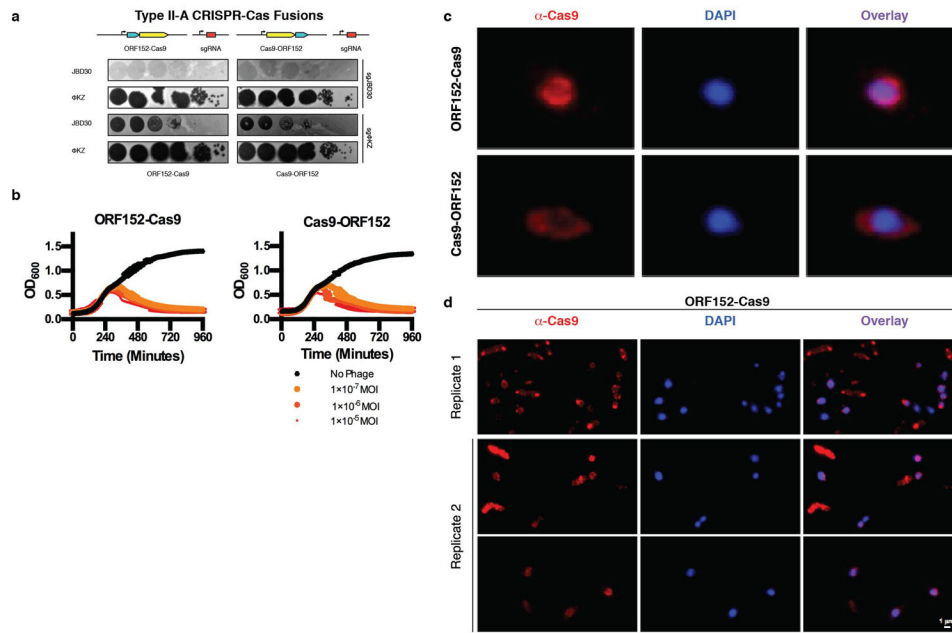 a
Type II-A CRISPR-Cas Fusions
ORF152-Cas9 sgRNA Cas9-ORF152 sgRNA
JBD30
ΦKZ
sgJBD30
JBD30
ΦKZ
sgΦKZ
ORF152-Cas9 Cas9-ORF152
b
ORF152-Cas9 Cas9-ORF152
OD600
1.5
1.0
0.5
0.0
0 240 480 720 960
Time (Minutes)
OD600
1.5
1.0
0.5
0.0
0 240 480 720 960
Time (Minutes)
No Phage
1×10-7 MOI
1×10-6 MOI
1×10-5 MOI
c
α-Cas9 DAPI Overlay
ORF152-Cas9
Cas9-ORF152
d
ORF152-Cas9
α-Cas9 DAPI Overlay
Replicate 1
Replicate 2